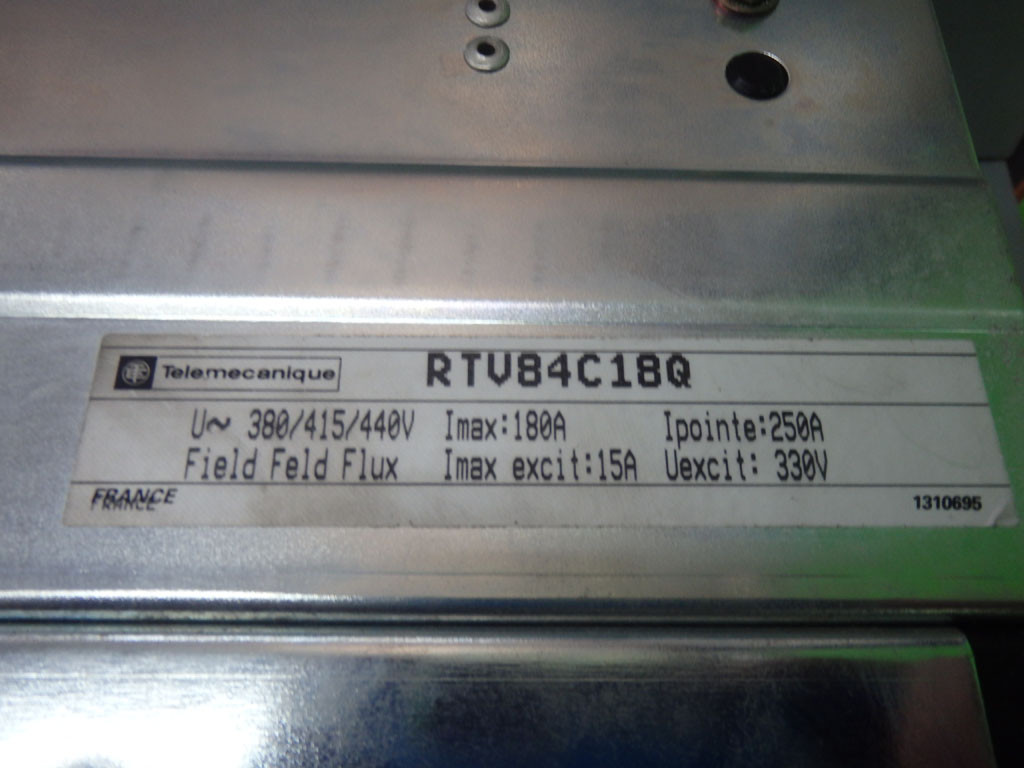 Telemecanique RTV84C18Q
U~ 380/415/440V Imax:180A Ipointe:250A
Field Feld Flux Imax excit:15A Uexcit: 330V
FRANCE 1310695
FRANCE